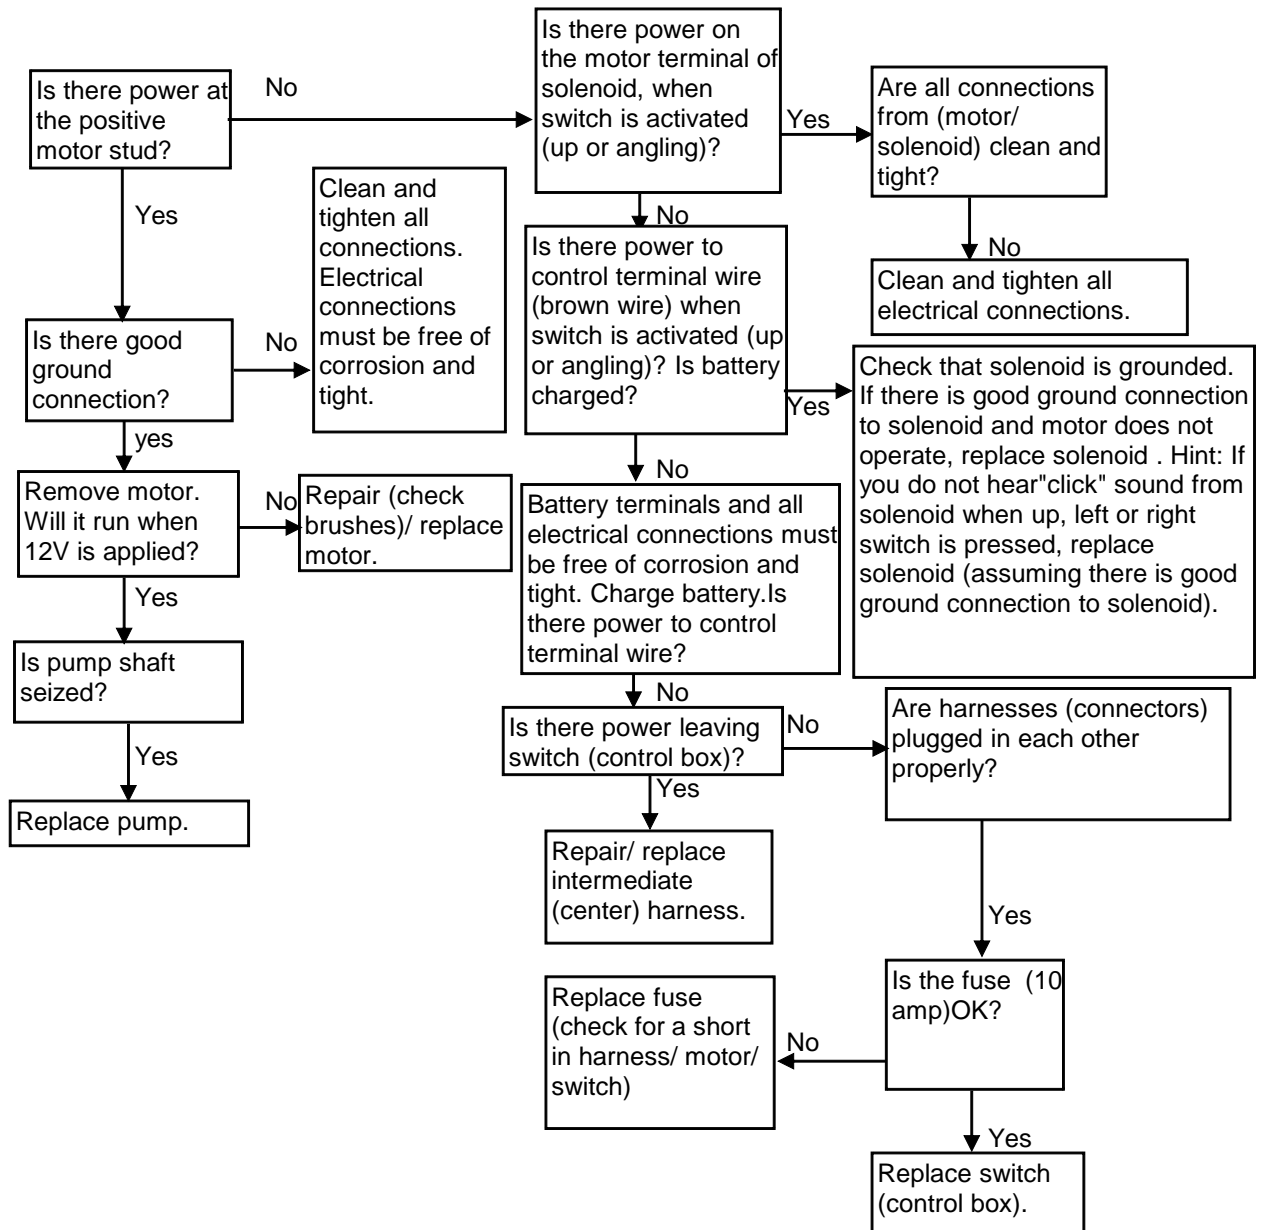 Is there power at
the positive
motor stud?
No
Is there power on
the motor terminal of
solenoid, when
switch is activated
(up or angling)?
Yes
Are all connections
from (motor/
solenoid) clean and
tight?
No
Clean and tighten all
electrical connections.
Yes
Is there good
ground
connection?
No
Clean and
tighten all
connections.
Electrical
connections
must be free of
corrosion and
tight.
No
Is there power to
control terminal wire
(brown wire) when
switch is activated (up
or angling)? Is battery
charged?
Yes
Check that solenoid is grounded.
If there is good ground connection
to solenoid and motor does not
operate, replace solenoid . Hint: If
you do not hear"click" sound from
solenoid when up, left or right
switch is pressed, replace
solenoid (assuming there is good
ground connection to solenoid).
yes
Remove motor.
Will it run when
12V is applied?
No
Repair (check
brushes)/ replace
motor.
No
Battery terminals and all
electrical connections must
be free of corrosion and
tight. Charge battery.Is
there power to control
terminal wire?
Yes
Is pump shaft
seized?
Yes
Replace pump.
No
Is there power leaving
switch (control box)?
No
Are harnesses (connectors)
plugged in each other
properly?
Yes
Repair/ replace
intermediate
(center) harness.
Yes
Is the fuse  (10
amp)OK?
No
Replace fuse
(check for a short
in harness/ motor/
switch)
Yes
Replace switch
(control box).